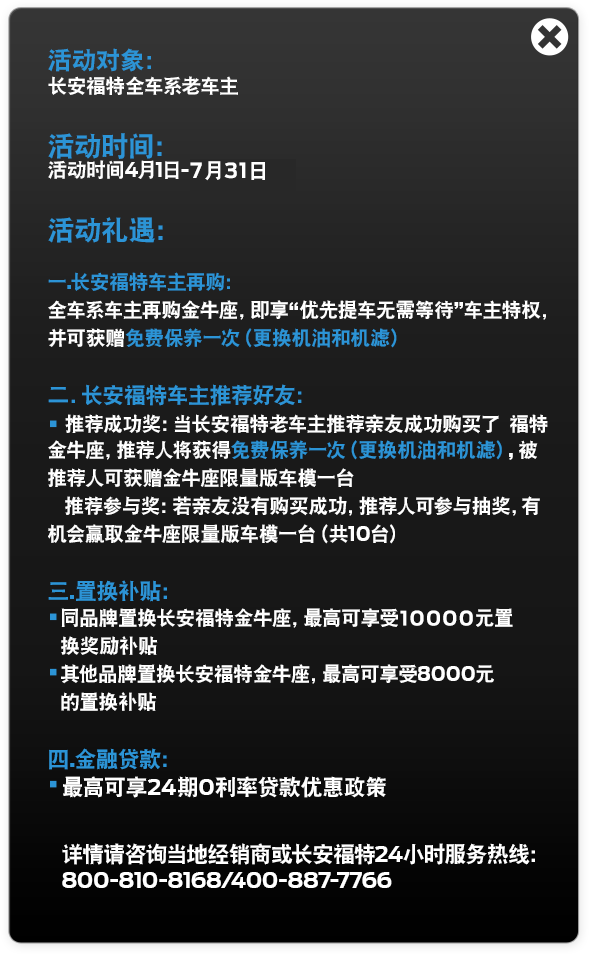 活动对象:
长安福特全车系老车主
活动时间:
活动时间4月1日-7月31日
活动礼遇:
一.长安福特车主再购:
全车系车主再购金牛座, 即享“优先提车无需等待”车主特权,
并可获赠免费保养一次（更换机油和机滤）
二. 长安福特车主推荐好友:
▪ 推荐成功奖: 当长安福特老车主推荐亲友成功购买了 福特
金牛座, 推荐人将获得免费保养一次（更换机油和机滤）, 被
推荐人可获赠金牛座限量版车模一台
推荐参与奖: 若亲友没有购买成功, 推荐人可参与抽奖, 有
机会赢取金牛座限量版车模一台（共10台）
三.置换补贴:
▪同品牌置换长安福特金牛座, 最高可享受10000元置
换奖励补贴
▪其他品牌置换长安福特金牛座, 最高可享受8000元
的置换补贴
四.金融贷款:
▪最高可享24期0利率贷款优惠政策
详情请咨询当地经销商或长安福特24小时服务热线:
800-810-8168/400-887-7766